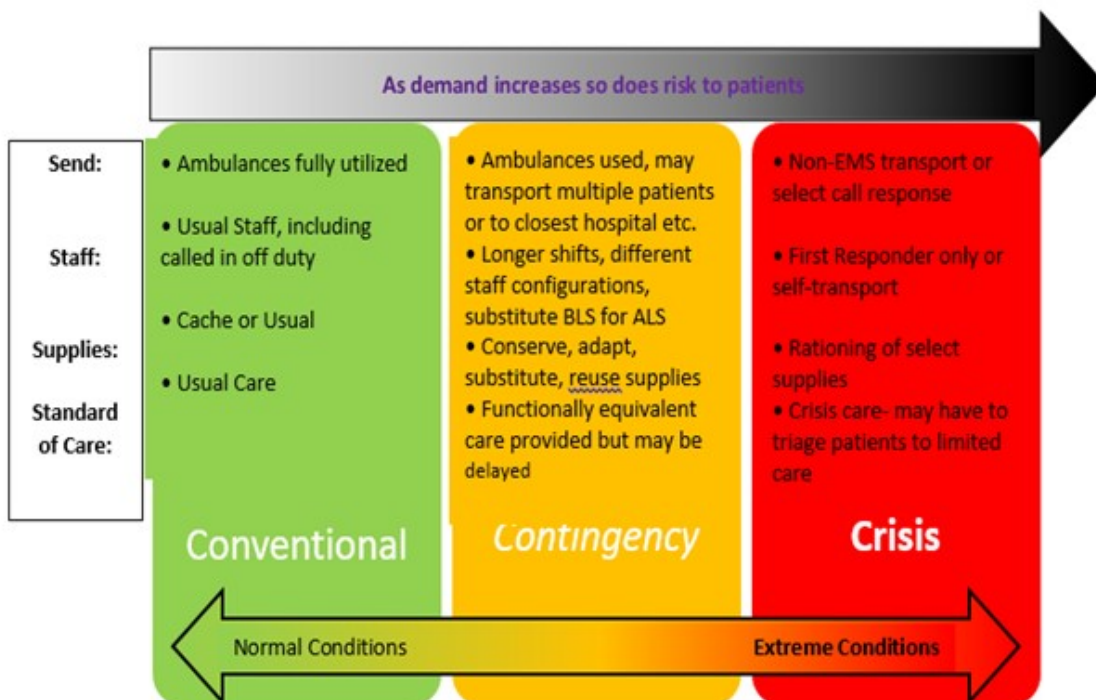 As demand increases so does risk to patients
Send:
Staff:
Supplies:
Standard
of Care:
• Ambulances fully utilized
• Usual Staff, including
called in off duty
• Cache or Usual
• Usual Care
Conventional
• Ambulances used, may
transport multiple patients
or to closest hospital etc.
• Longer shifts, different
staff configurations,
substitute BLS for ALS
• Conserve, adapt,
substitute, reuse supplies
• Functionally equivalent
care provided but may be
delayed
Contingency
• Non-EMS transport or
select call response
• First Responder only or
self-transport
• Rationing of select
supplies
• Crisis care- may have to
triage patients to limited
care
Crisis
Normal Conditions
Extreme Conditions